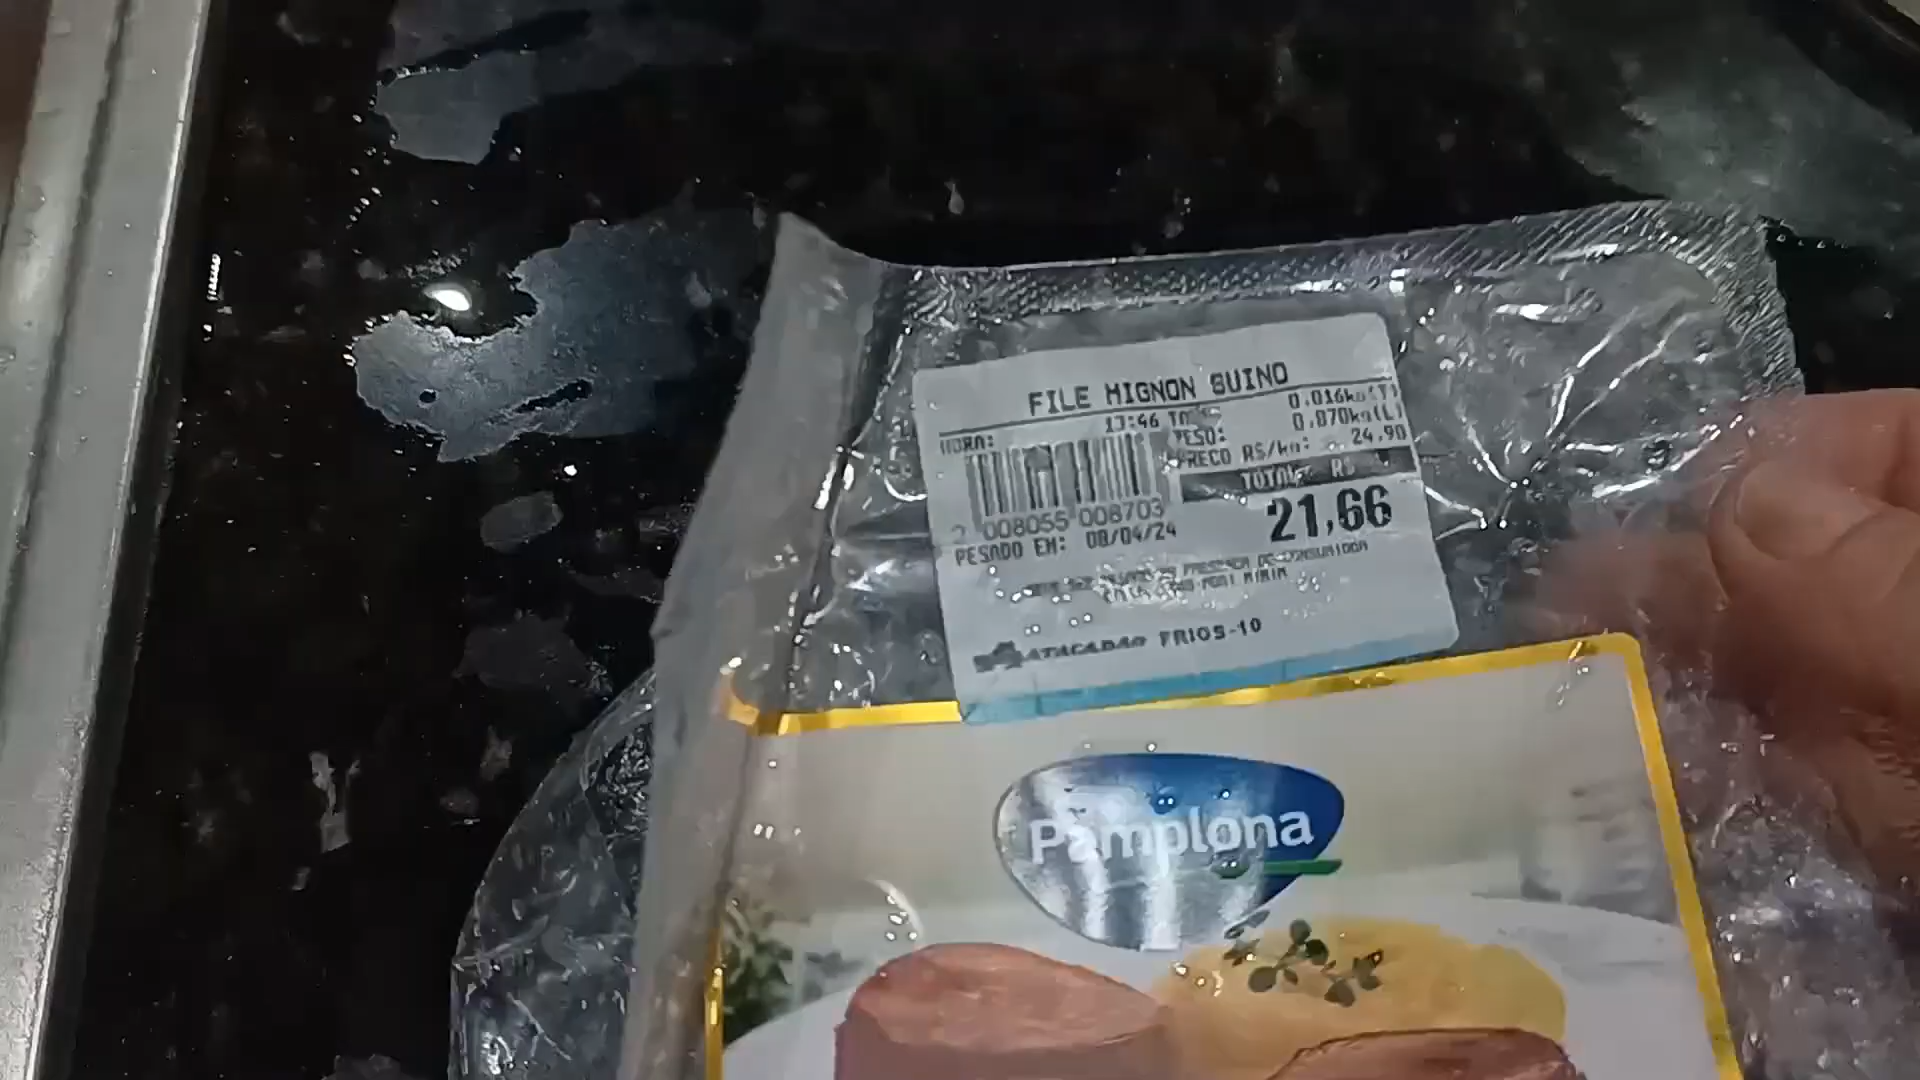 FILE MIGNON SUINO
HORA: 13:46 0,016kg(T)
PESO: 0,870kg(L)
PRECO R$/kg: 24,90
TOTAL R$
21,66
2 008055 008703
PESADO EM: 08/04/24
ATACADAO FRIOS-10
Pamplona